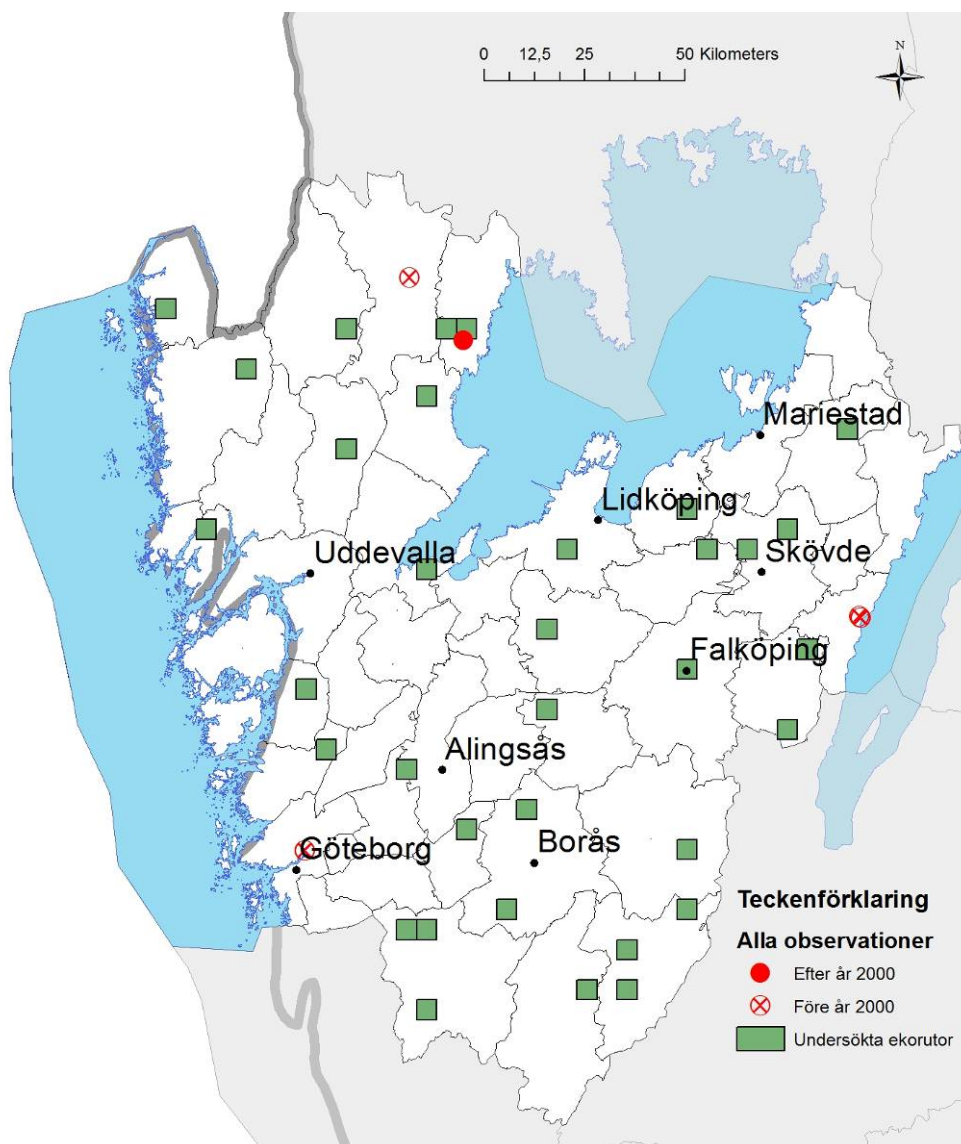 0 12,5 25 50 Kilometers
N
Mariestad
Lidköping
Uddevalla
Skövde
Falköping
Alingsås
Göteborg
Borås
Teckenförklaring
Alla observationer
Efter år 2000
Före år 2000
Undersökta ekorutor